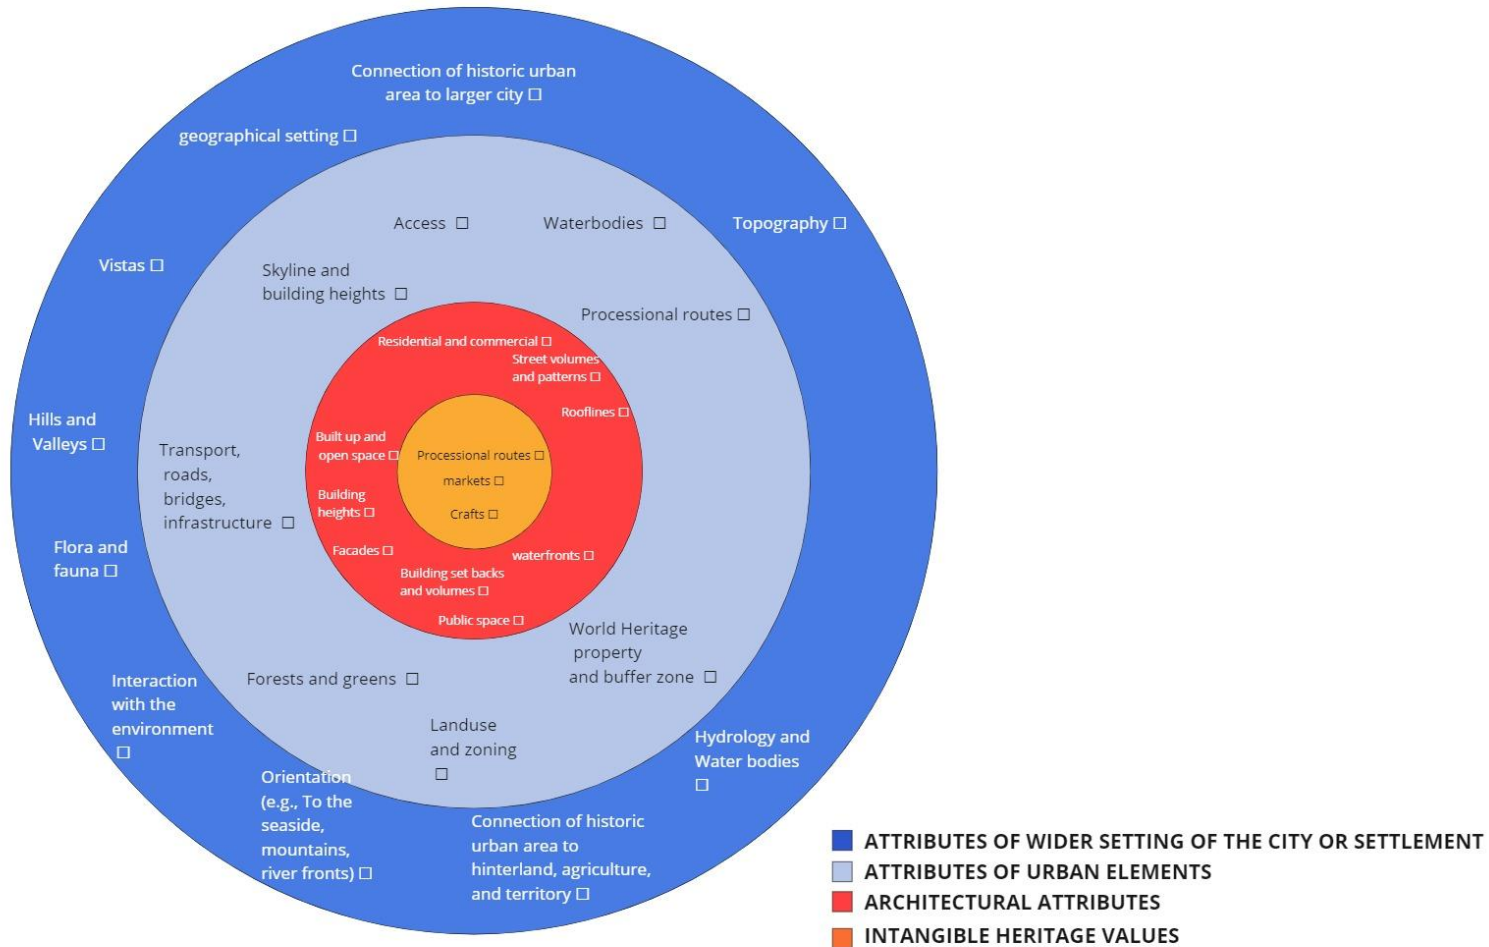 Connection of historic urban
area to larger city ☐
geographical setting ☐
Access ☐
Waterbodies ☐
Topography ☐
Vistas ☐
Skyline and
building heights ☐
Processional routes ☐
Residential and commercial ☐
Street volumes
and patterns ☐
Rooflines ☐
Hills and
Valleys ☐
Transport,
roads,
bridges,
infrastructure ☐
Built up and
open space ☐
Processional routes ☐
markets ☐
Crafts ☐
Building
heights ☐
Facades ☐
waterfronts ☐
Building set backs
and volumes ☐
Public space ☐
Flora and
fauna ☐
World Heritage
property
and buffer zone ☐
Interaction
with the
environment
☐
Forests and greens ☐
Landuse
and zoning
☐
Hydrology and
Water bodies
☐
Orientation
(e.g., To the
seaside,
mountains,
river fronts) ☐
Connection of historic
urban area to
hinterland, agriculture,
and territory ☐
ATTRIBUTES OF WIDER SETTING OF THE CITY OR SETTLEMENT
ATTRIBUTES OF URBAN ELEMENTS
ARCHITECTURAL ATTRIBUTES
INTANGIBLE HERITAGE VALUES